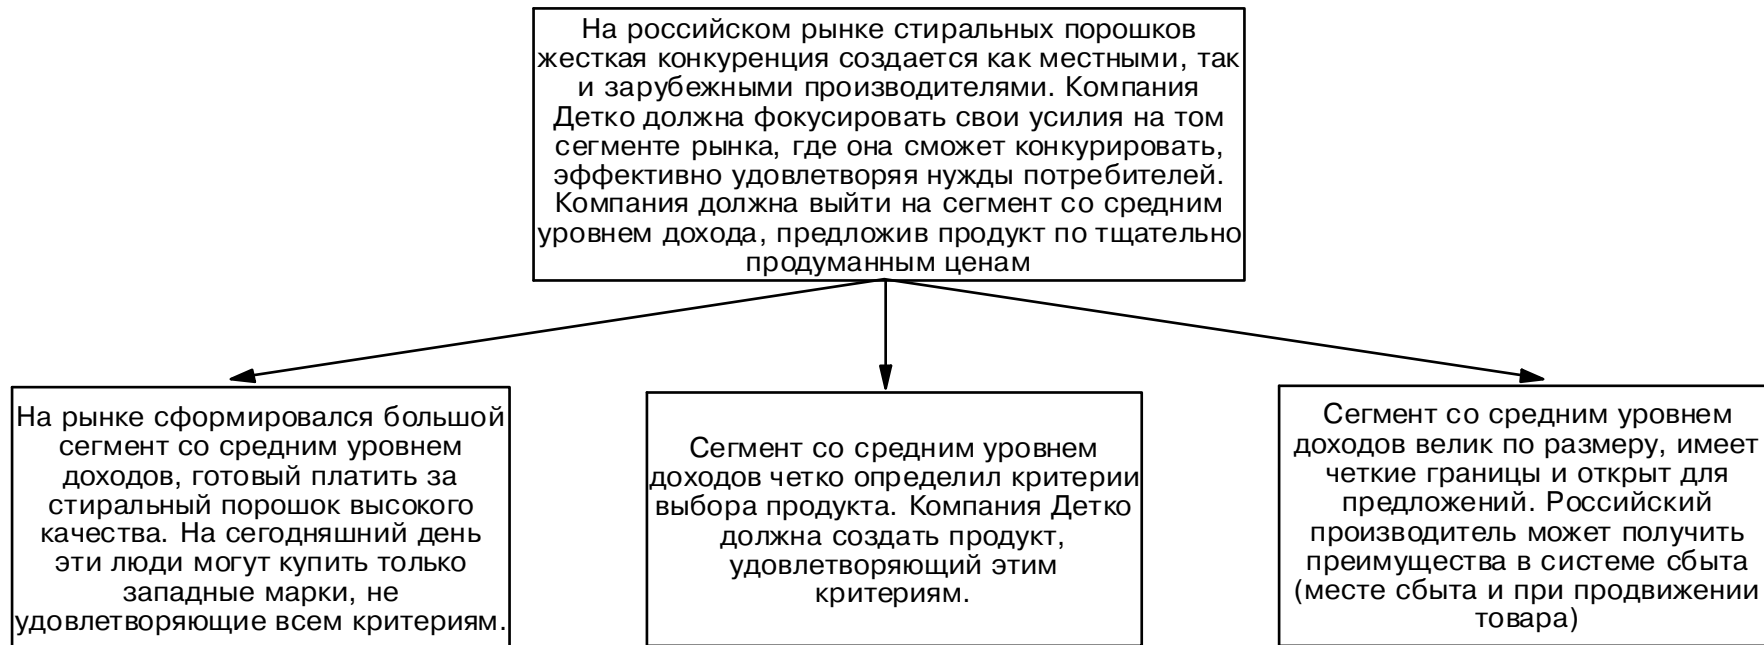 На российском рынке стиральных порошков
жесткая конкуренция создается как местными, так
и зарубежными производителями. Компания
Детко должна фокусировать свои усилия на том
сегменте рынка, где она сможет конкурировать,
эффективно удовлетворяя нужды потребителей.
Компания должна выйти на сегмент со средним
уровнем дохода, предложив продукт по тщательно
продуманным ценам
На рынке сформировался большой
сегмент со средним уровнем
доходов, готовый платить за
стиральный порошок высокого
качества. На сегодняшний день
эти люди могут купить только
западные марки, не
удовлетворяющие всем критериям.
Сегмент со средним уровнем
доходов четко определил критерии
выбора продукта. Компания Детко
должна создать продукт,
удовлетворяющий этим
критериям.
Сегмент со средним уровнем
доходов велик по размеру, имеет
четкие границы и открыт для
предложений. Российский
производитель может получить
преимущества в системе сбыта
(месте сбыта и при продвижении
товара)